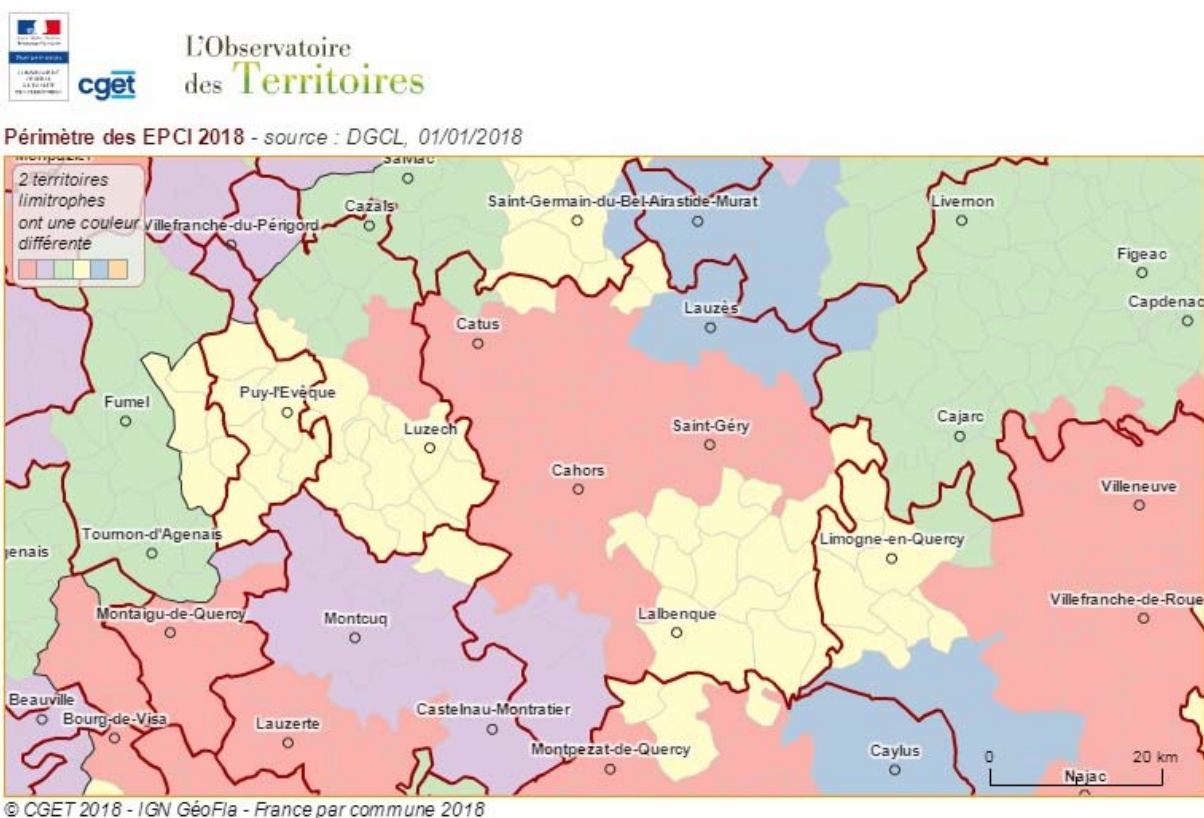 cget
L'Observatoire
des Territoires
Périmètre des EPCI 2018 - source : DGCL, 01/01/2018
2 territoires
limitrophes
ont une couleur
différente
Salviac
Cazals
Villefranche-du-Périgord
Saint-Germain-du-Bel-Air
astide-Murat
Livernon
Figeac
Capdenac
Lauzès
Catus
Puy-l'Evêque
Fumel
Luzech
Saint-Géry
Cajarc
Cahors
Villeneuve
Tournon-d'Agenais
genais
Limogne-en-Quercy
Montaigu-de-Quercy
Montcuq
Lalbenque
Villefranche-de-Roue
Beauville
Bourg-de-Visa
Lauzerte
Castelnau-Montratier
Montpezat-de-Quercy
Caylus
0 20 km
Najac
© CGET 2018 - IGN GéoFla - France par commune 2018